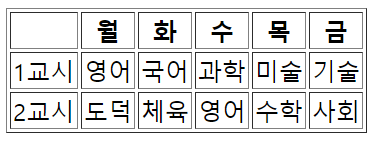 월 화 수 목 금
1교시 영어 국어 과학 미술 기술
2교시 도덕 체육 영어 수학 사회